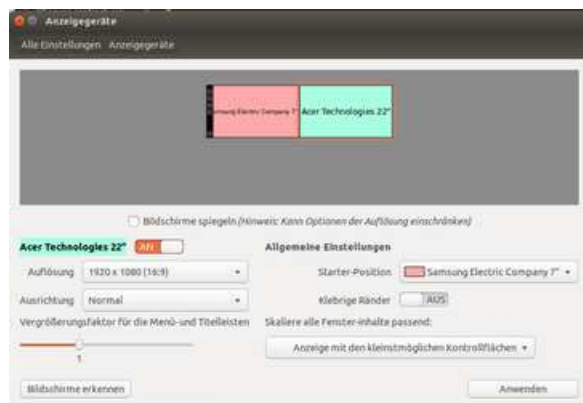 Anzeigegeräte
Alle Einstellungen Anzeigegeräte
Samsung Electric Company 7" Acer Technologies 22"
Bildschirme spiegeln (Hinweis: Kann Optionen der Auflösung einschränken)
Acer Technologies 22" AN
Allgemeine Einstellungen
Auflösung 1920 x 1080 (16:9)
Starter-Position Samsung Electric Company 7"
Ausrichtung Normal
Klebrige Ränder AUS
Vergrößerungsfaktor für die Menü-und Titelleisten
Skaliere alle Fenster-Inhalte passend:
1
Anzeige mit den kleinstmöglichen Kontrollflächen
Bildschirme erkennen
Anwenden